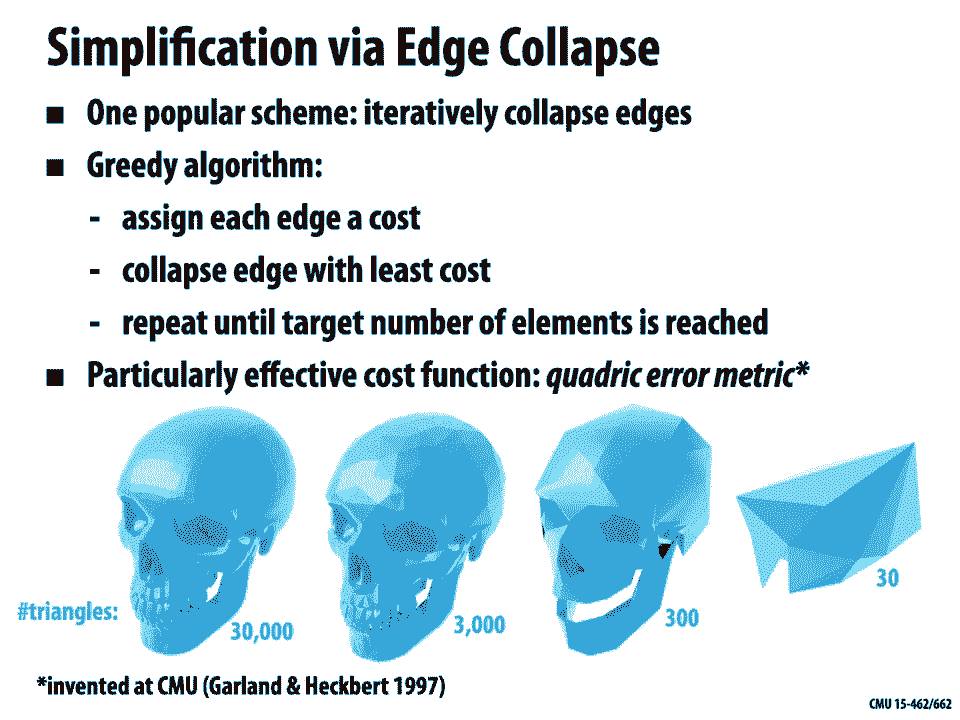 Simplification via Edge Collapse
■ One popular scheme: iteratively collapse edges
■ Greedy algorithm:
- assign each edge a cost
- collapse edge with least cost
- repeat until target number of elements is reached
■ Particularly effective cost function: quadric error metric*
#triangles:
30,000
3,000
300
30
*invented at CMU (Garland & Heckbert 1997)
CMU 15-462/662